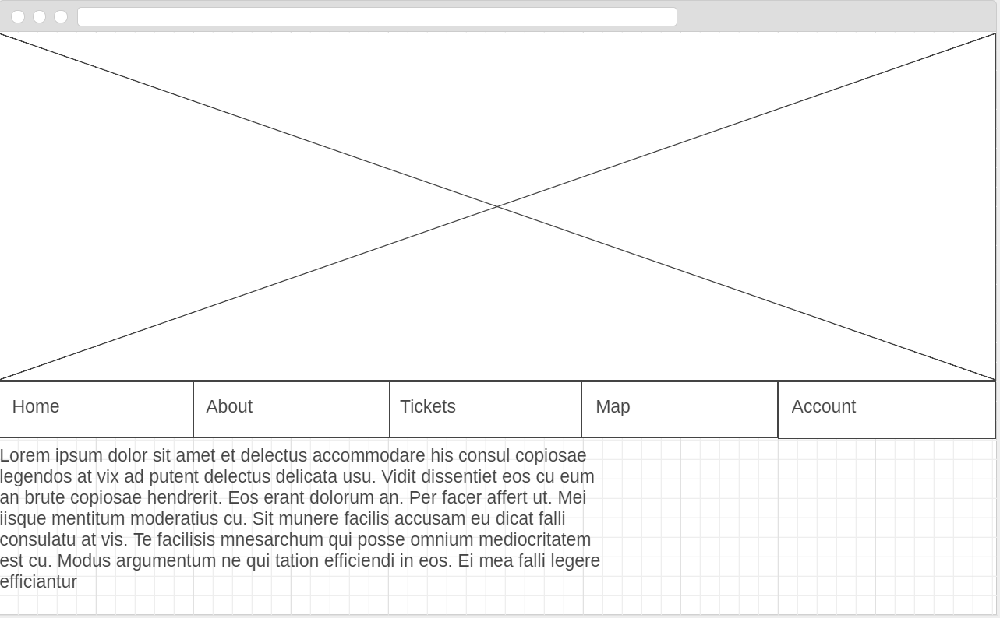 Home
About
Tickets
Map
Account
Lorem ipsum dolor sit amet et delectus accommodare his consul copiosae
legendos at vix ad putent delectus delicata usu. Vidit dissentiet eos cu eum
an brute copiosae hendrerit. Eos erant dolorum an. Per facer affert ut. Mei
iisque mentitum moderatius cu. Sit munere facilis accusam eu dicat falli
consulatu at vis. Te facilisis mnesarchum qui posse omnium mediocritatem
est cu. Modus argumentum ne qui tation efficiendi in eos. Ei mea falli legere
efficiantur